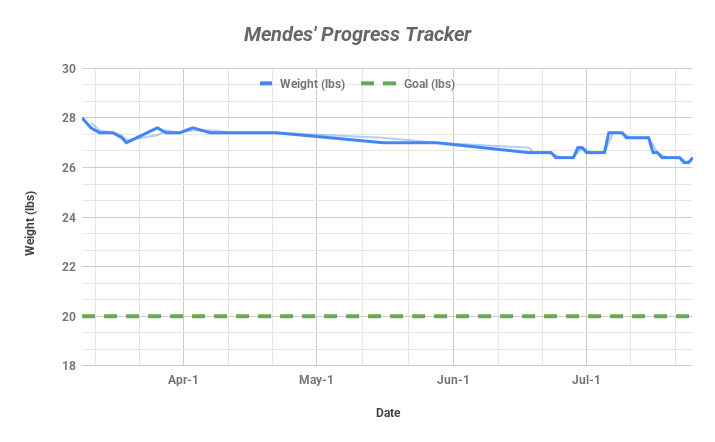 Mendes' Progress Tracker
Weight (lbs) Goal (lbs)
30
28
26
24
22
20
18
Weight (lbs)
Apr-1 May-1 Jun-1 Jul-1
Date